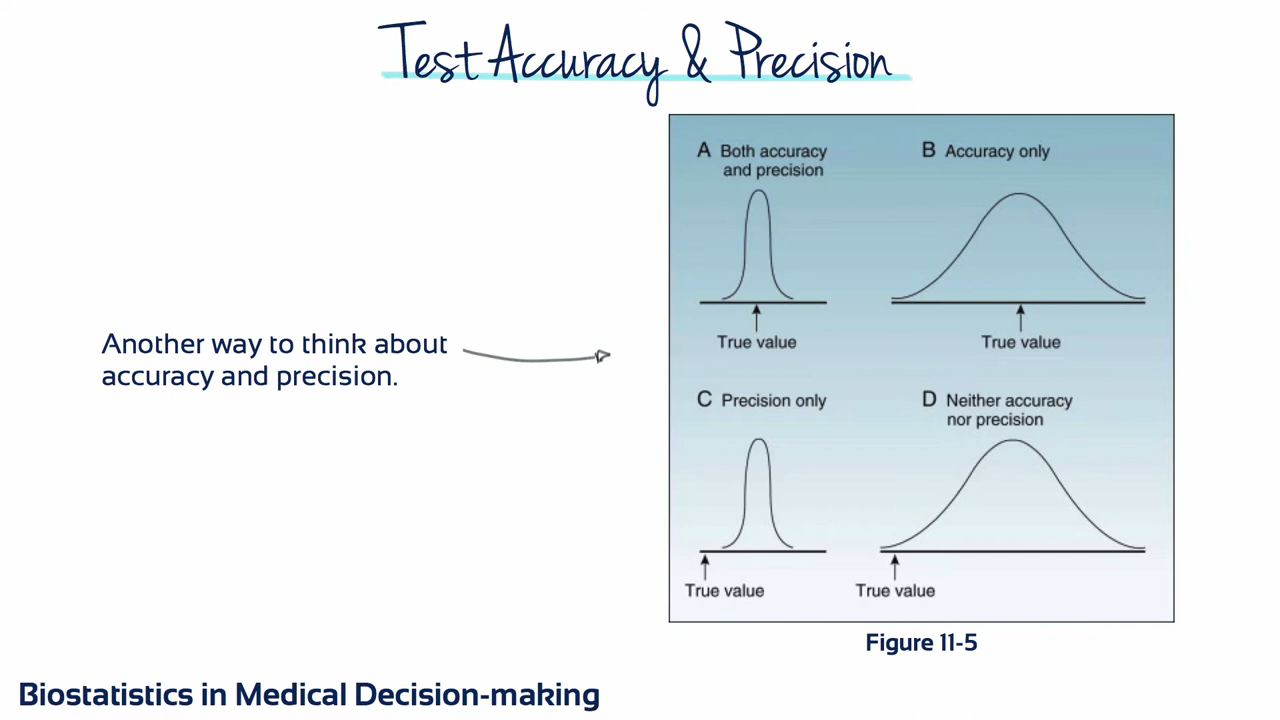 Test Accuracy & Precision
Another way to think about
accuracy and precision.
A Both accuracy
and precision
True value
B Accuracy only
True value
C Precision only
True value
D Neither accuracy
nor precision
True value
Figure 11-5
Biostatistics in Medical Decision-making